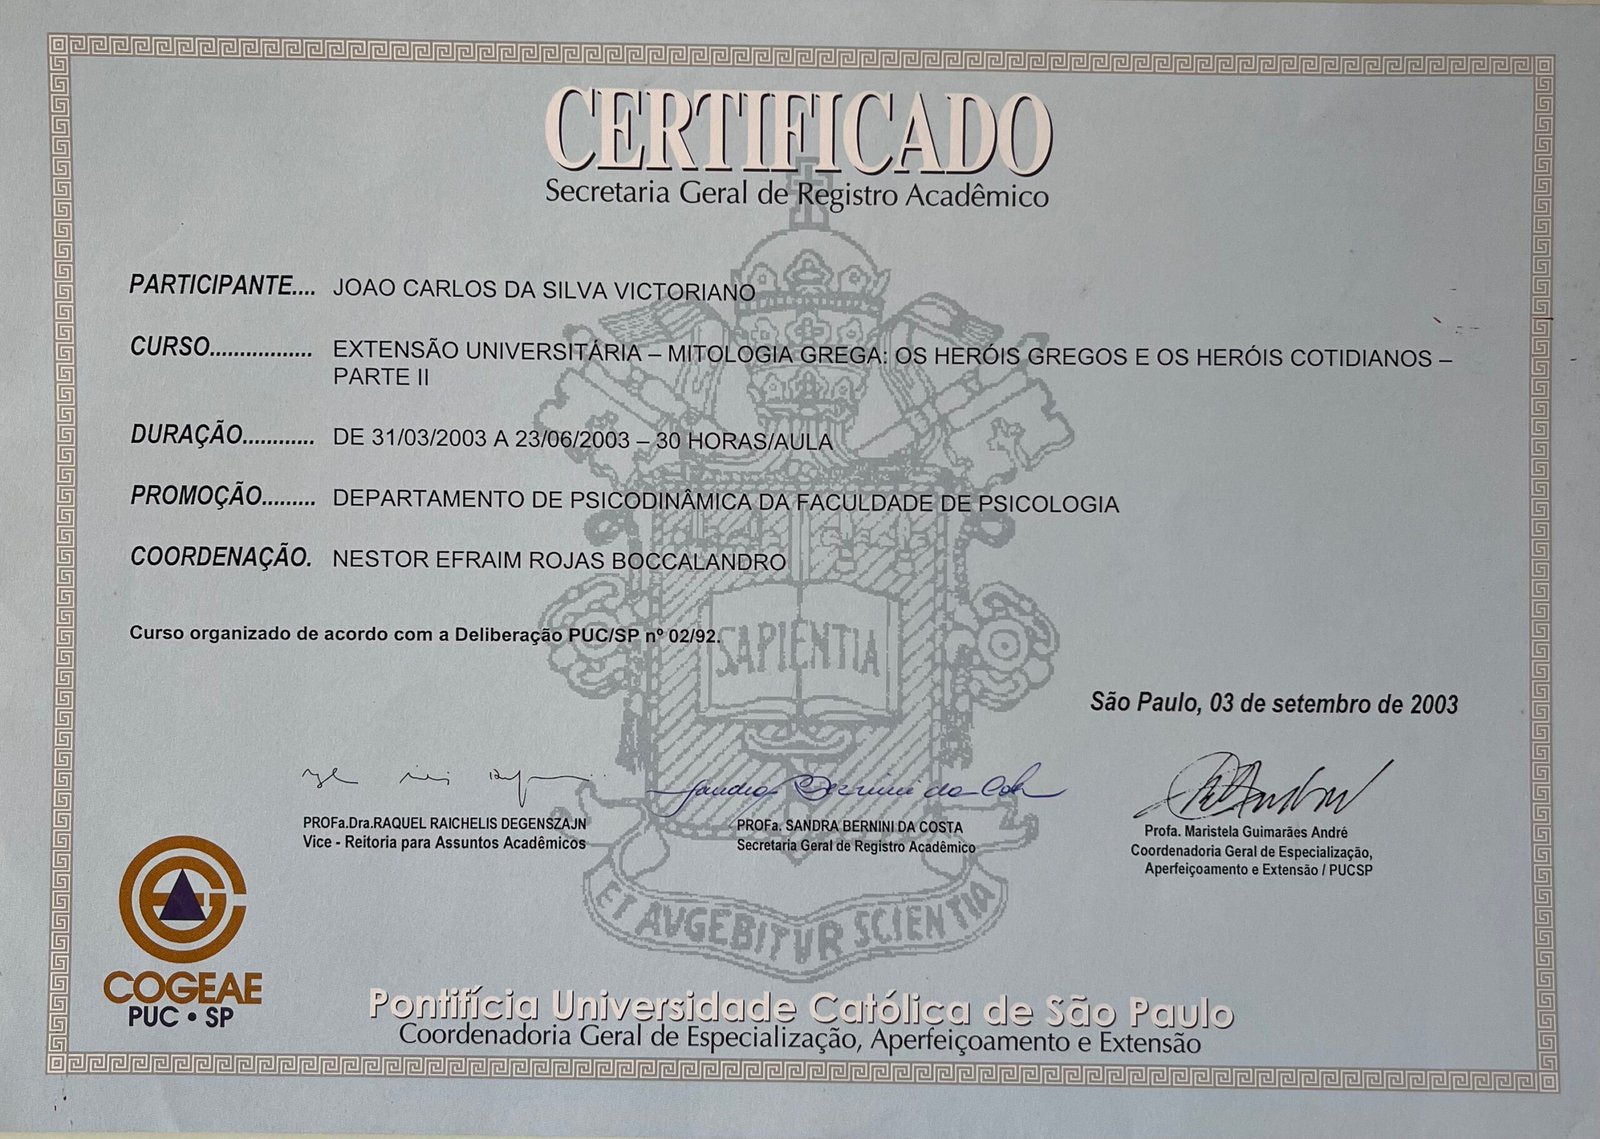 CERTIFICADO
Secretaria Geral de Registro Acadêmico
PARTICIPANTE.... JOAO CARLOS DA SILVA VICTORIANO
CURSO................. EXTENSÃO UNIVERSITÁRIA – MITOLOGIA GREGA: OS HERÓIS GREGOS E OS HERÓIS COTIDIANOS –
PARTE II
DURAÇÃO............ DE 31/03/2003 A 23/06/2003 – 30 HORAS/AULA
PROMOÇÃO......... DEPARTAMENTO DE PSICODINÂMICA DA FACULDADE DE PSICOLOGIA
COORDENAÇÃO. NESTOR EFRAIM ROJAS BOCCALANDRO
Curso organizado de acordo com a Deliberação PUC/SP nº 02/92.
SAPIENTIA
São Paulo, 03 de setembro de 2003
Sandra Bernini da Costa
PROFa.Dra.RAQUEL RAICHELIS DEGENSZAJN
Vice - Reitoria para Assuntos Acadêmicos
PROFa. SANDRA BERNINI DA COSTA
Secretaria Geral de Registro Acadêmico
Profa. Maristela Guimarães André
Coordenadoria Geral de Especialização,
Aperfeiçoamento e Extensão / PUCSP
ET AVGEBITVR SCIENTIA
COGEAE
PUC • SP
Pontifícia Universidade Católica de São Paulo
Coordenadoria Geral de Especialização, Aperfeiçoamento e Extensão